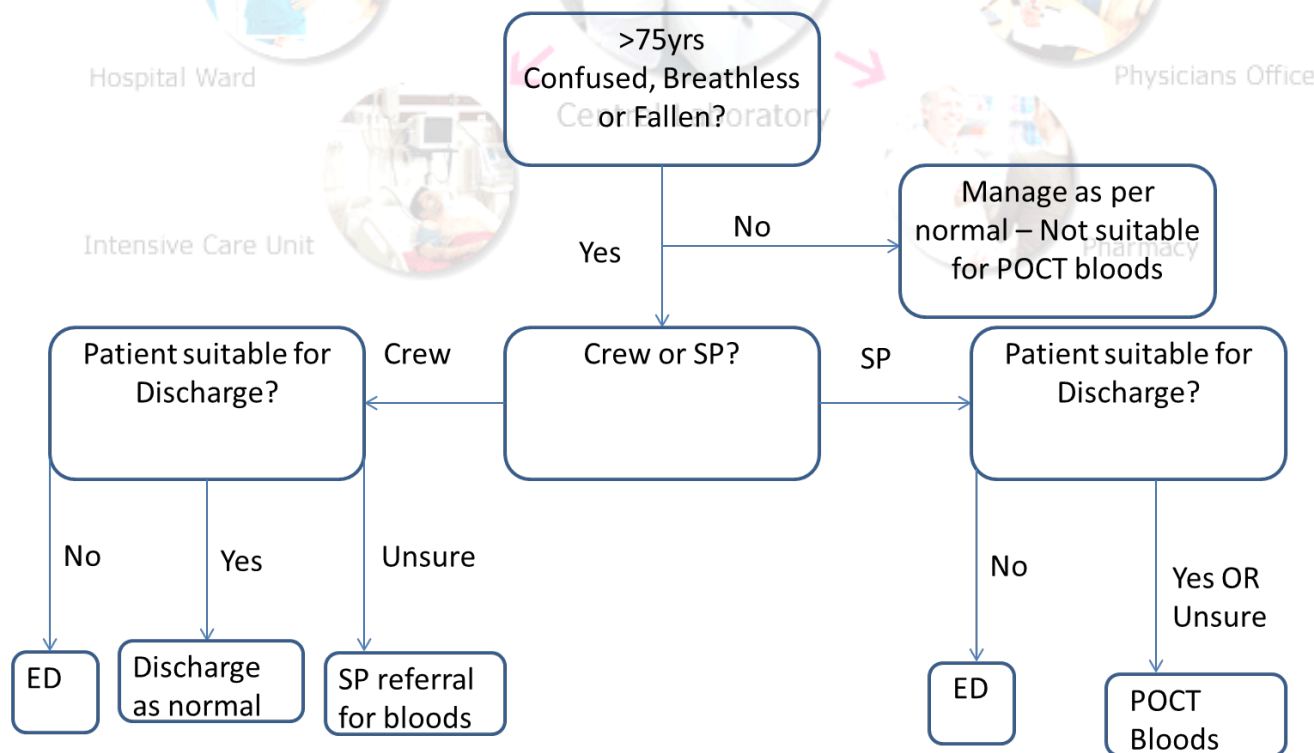 >75yrs
Confused, Breathless
or Fallen?
Hospital Ward
Physicians Office
Central Laboratory
Manage as per
normal – Not suitable
for POCT bloods
No
Yes
Intensive Care Unit
Pharmacy
Patient suitable for
Discharge?
Crew
Crew or SP?
SP
Patient suitable for
Discharge?
No
Yes
Unsure
No
Yes OR
Unsure
ED
Discharge
as normal
SP referral
for bloods
ED
POCT
Bloods